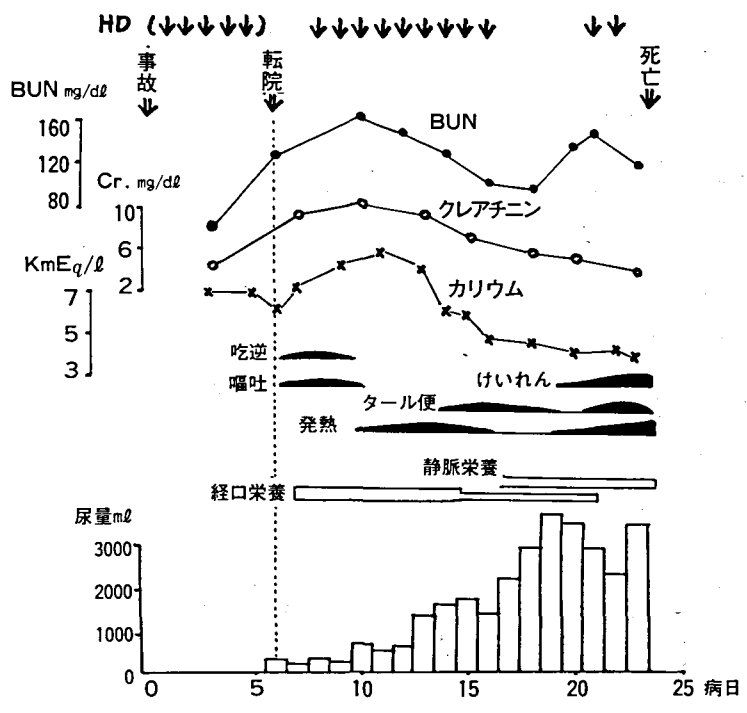 HD (↓↓↓↓↓) ↓↓↓↓↓↓↓↓↓ ↓↓
事故
転院
死亡
BUN mg/dℓ
160
120
80
BUN
Cr. mg/dℓ
10
6
2
クレアチニン
KmEq/ℓ
7
5
3
カリウム
吃逆
嘔吐
けいれん
タール便
発熱
静脈栄養
経口栄養
尿量mℓ
3000
2000
1000
0
0 5 10 15 20 25 病日